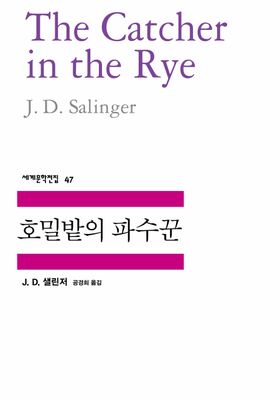 The Catcher
in the Rye
J. D. Salinger
세계문학전집 47
호밀밭의 파수꾼
J. D. 샐린저 공경희 옮김